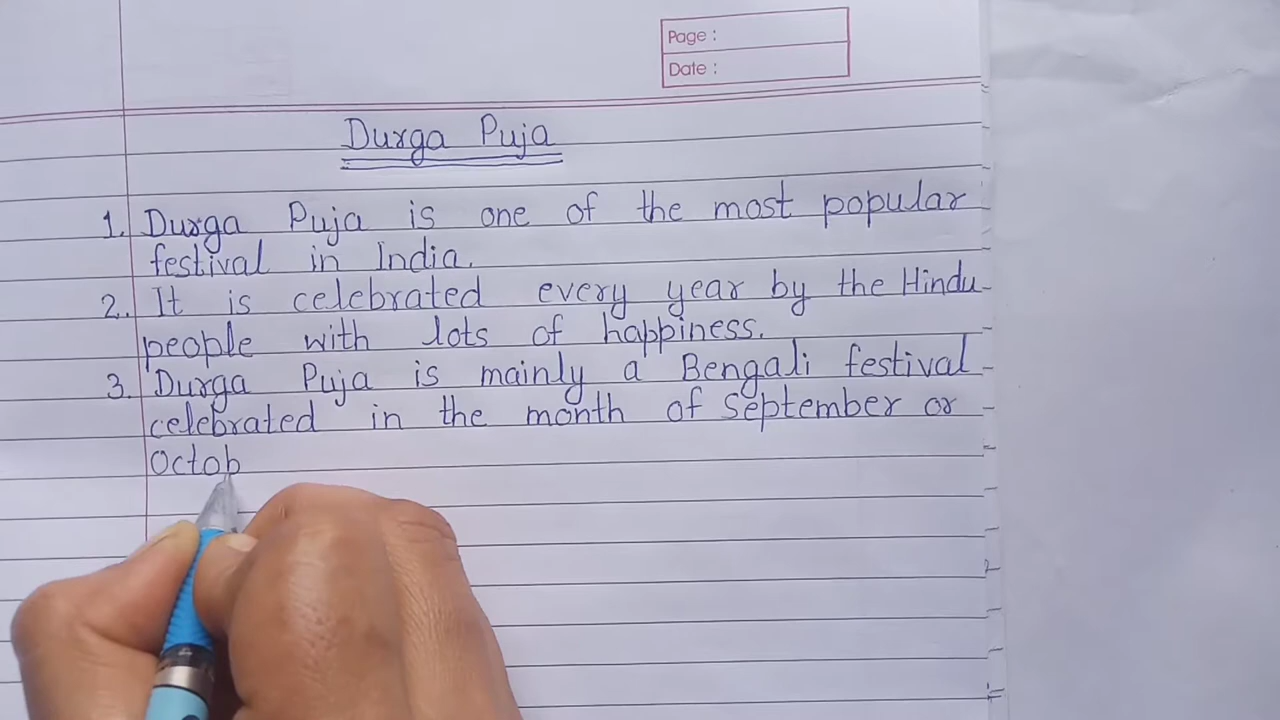 Page :
Date :
Durga Puja
1. Durga Puja is one of the most popular
festival in India.
2. It is celebrated every year by the Hindu
people with lots of happiness.
3. Durga Puja is mainly a Bengali festival
celebrated in the month of September or
Octob